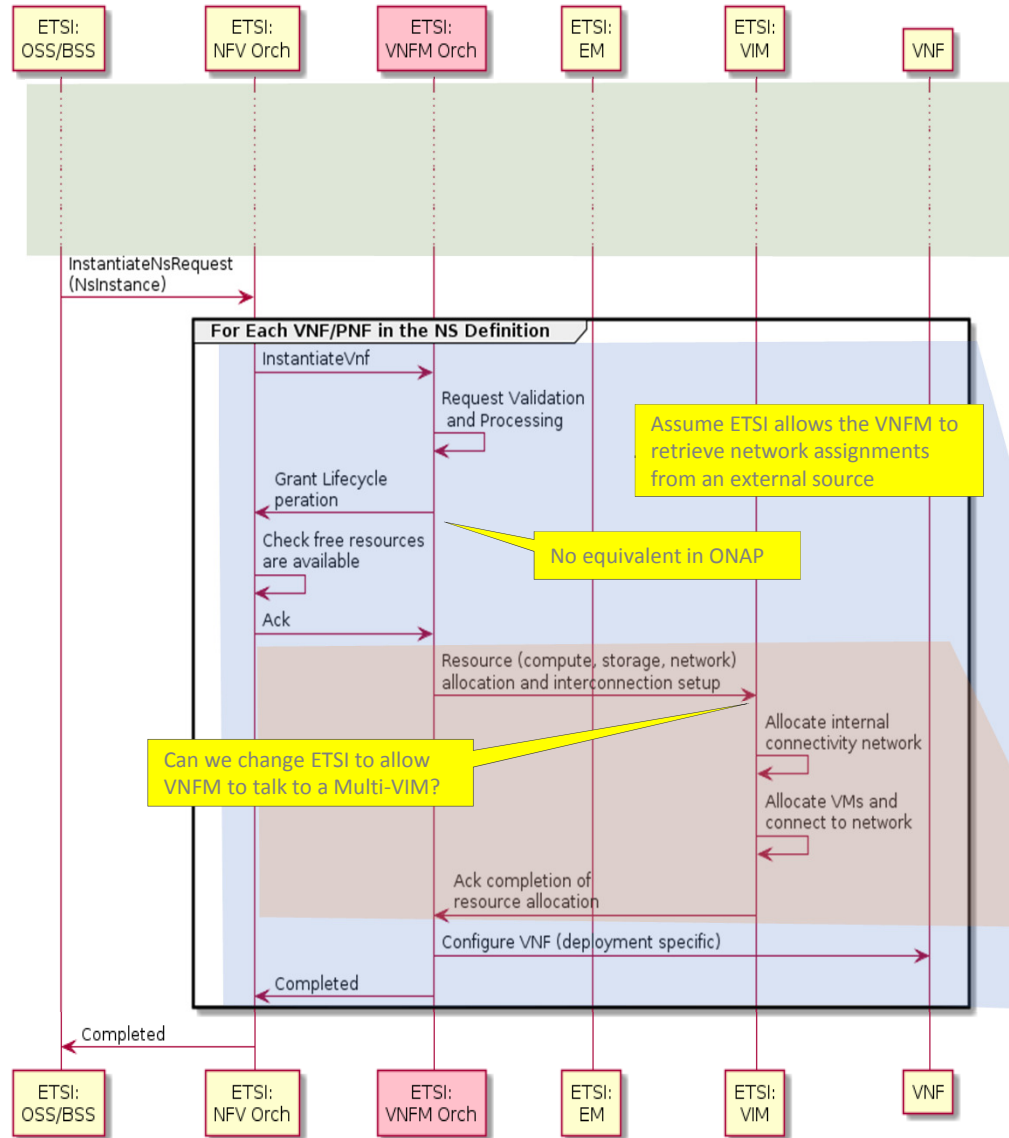 ETSI:
OSS/BSS
ETSI:
NFV Orch
ETSI:
VNFM Orch
ETSI:
EM
ETSI:
VIM
VNF
InstantiateNsRequest
(NsInstance)
For Each VNF/PNF in the NS Definition
InstantiateVnf
Request Validation
and Processing
Assume ETSI allows the VNFM to
retrieve network assignments
from an external source
Grant Lifecycle
peration
No equivalent in ONAP
Check free resources
are available
Ack
Resource (compute, storage, network)
allocation and interconnection setup
Allocate internal
connectivity network
Can we change ETSI to allow
VNFM to talk to a Multi-VIM?
Allocate VMs and
connect to network
Ack completion of
resource allocation
Configure VNF (deployment specific)
Completed
Completed
ETSI:
OSS/BSS
ETSI:
NFV Orch
ETSI:
VNFM Orch
ETSI:
EM
ETSI:
VIM
VNF